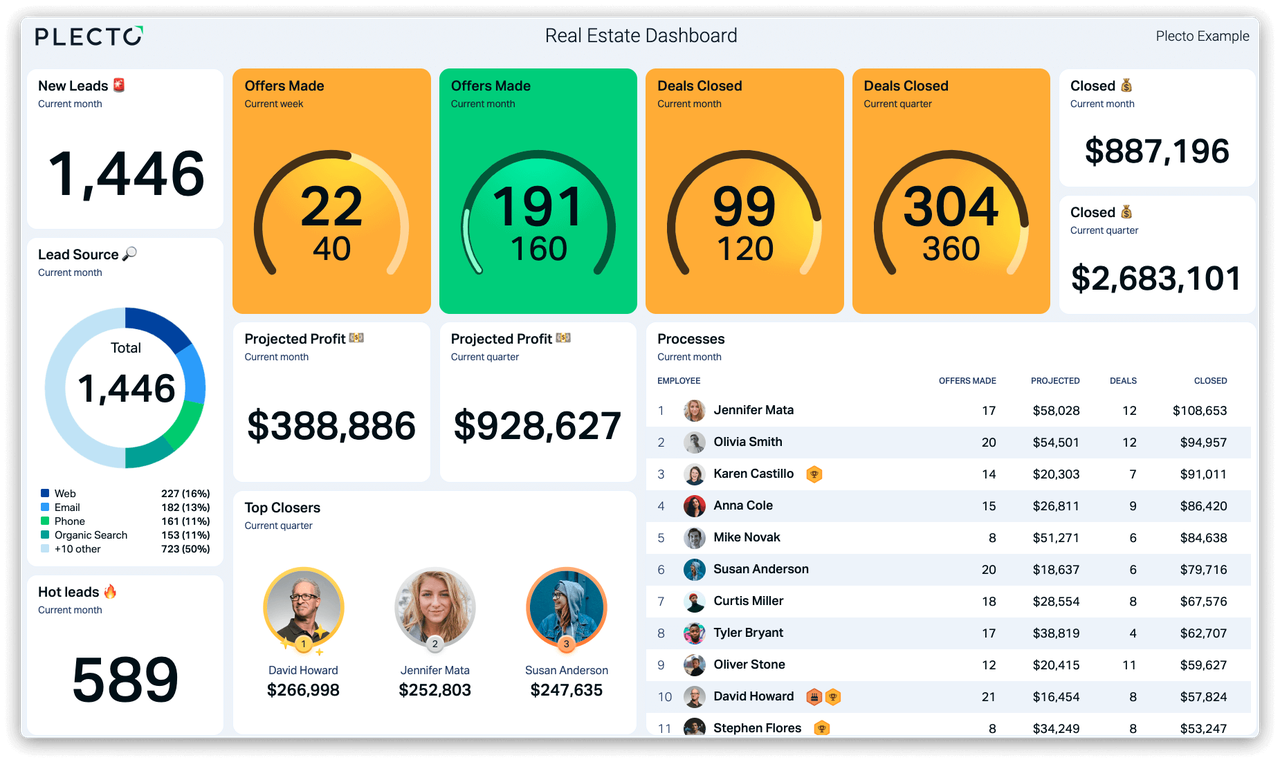 PLECTO
Real Estate Dashboard
Plecto Example
New Leads 🚨
Current month
1,446
Lead Source 🔎
Current month
Total
1,446
Web 227 (16%)
Email 182 (13%)
Phone 161 (11%)
Organic Search 153 (11%)
+10 other 723 (50%)
Hot leads 🔥
Current month
589
Offers Made
Current week
22
40
Offers Made
Current month
191
160
Deals Closed
Current month
99
120
Deals Closed
Current quarter
304
360
Closed 💰
Current month
$887,196
Closed 💰
Current quarter
$2,683,101
Projected Profit 💴
Current month
$388,886
Projected Profit 💴
Current quarter
$928,627
Top Closers
Current quarter
1
David Howard
$266,998
2
Jennifer Mata
$252,803
3
Susan Anderson
$247,635
Processes
Current month
EMPLOYEE OFFERS MADE PROJECTED DEALS CLOSED
1 Jennifer Mata 17 $58,028 12 $108,653
2 Olivia Smith 20 $54,501 12 $94,957
3 Karen Castillo 14 $20,303 7 $91,011
4 Anna Cole 15 $26,811 9 $86,420
5 Mike Novak 8 $51,271 6 $84,638
6 Susan Anderson 20 $18,637 6 $79,716
7 Curtis Miller 18 $28,554 8 $67,576
8 Tyler Bryant 17 $38,819 4 $62,707
9 Oliver Stone 12 $20,415 11 $59,627
10 David Howard 21 $16,454 8 $57,824
11 Stephen Flores 8 $34,249 8 $53,247